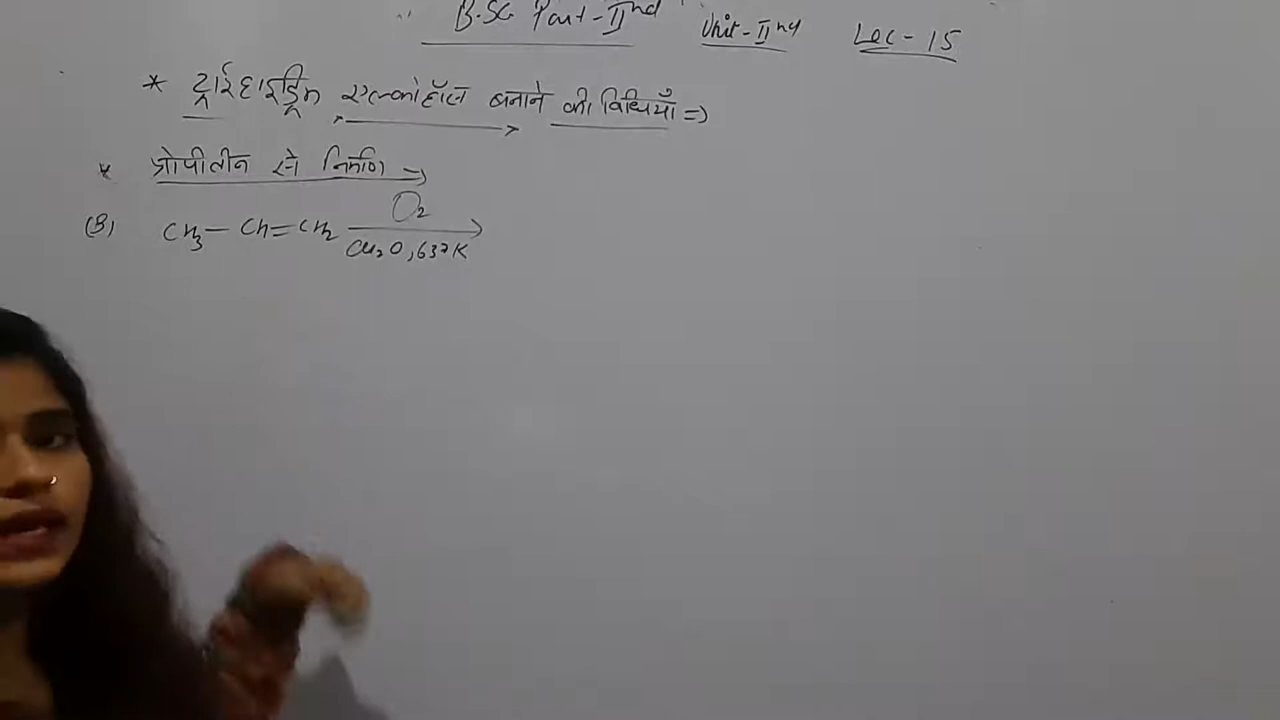 B.SC Part-IInd Unit-IInd Lec-15
* ट्राईहाइड्रिक एल्कोहॉल बनाने की विधियाँ =>
* प्रोपीलीन से निर्माण =>
(B) CH3-CH=CH2 O2
Cu2O, 637K